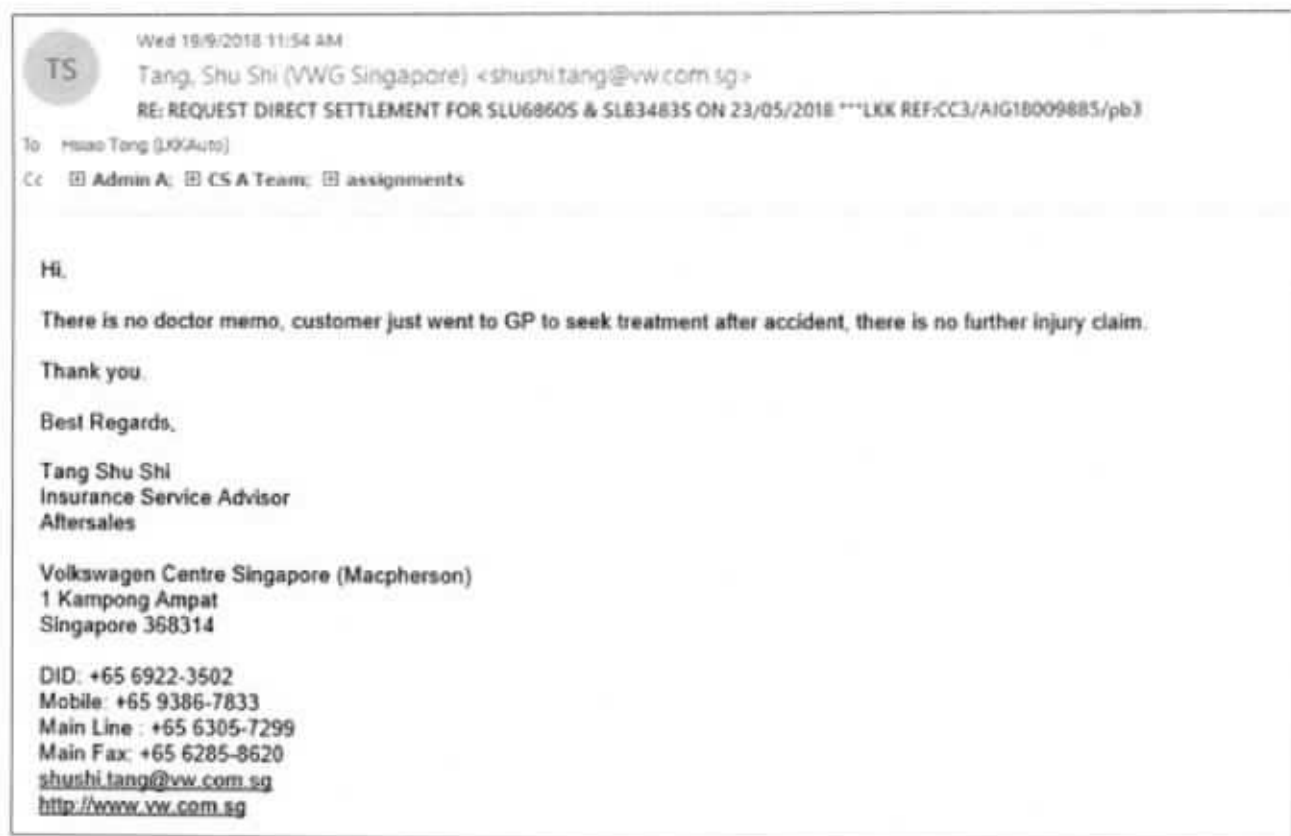 Wed 19/9/2018 11:54 AM
TS
Tang, Shu Shi (VWG Singapore) <shushi.tang@vw.com.sg>
RE: REQUEST DIRECT SETTLEMENT FOR SLU6860S & SLB3483S ON 23/05/2018 ***LKK REF:CC3/AIG18009885/pb3
To Hsiao Tong (LKKAuto)
Cc Admin A; CS A Team; assignments
Hi,
There is no doctor memo, customer just went to GP to seek treatment after accident, there is no further injury claim.
Thank you.
Best Regards,
Tang Shu Shi
Insurance Service Advisor
Aftersales
Volkswagen Centre Singapore (Macpherson)
1 Kampong Ampat
Singapore 368314
DID: +65 6922-3502
Mobile: +65 9386-7833
Main Line : +65 6305-7299
Main Fax: +65 6285-8620
shushi.tang@vw.com.sg
http://www.vw.com.sg